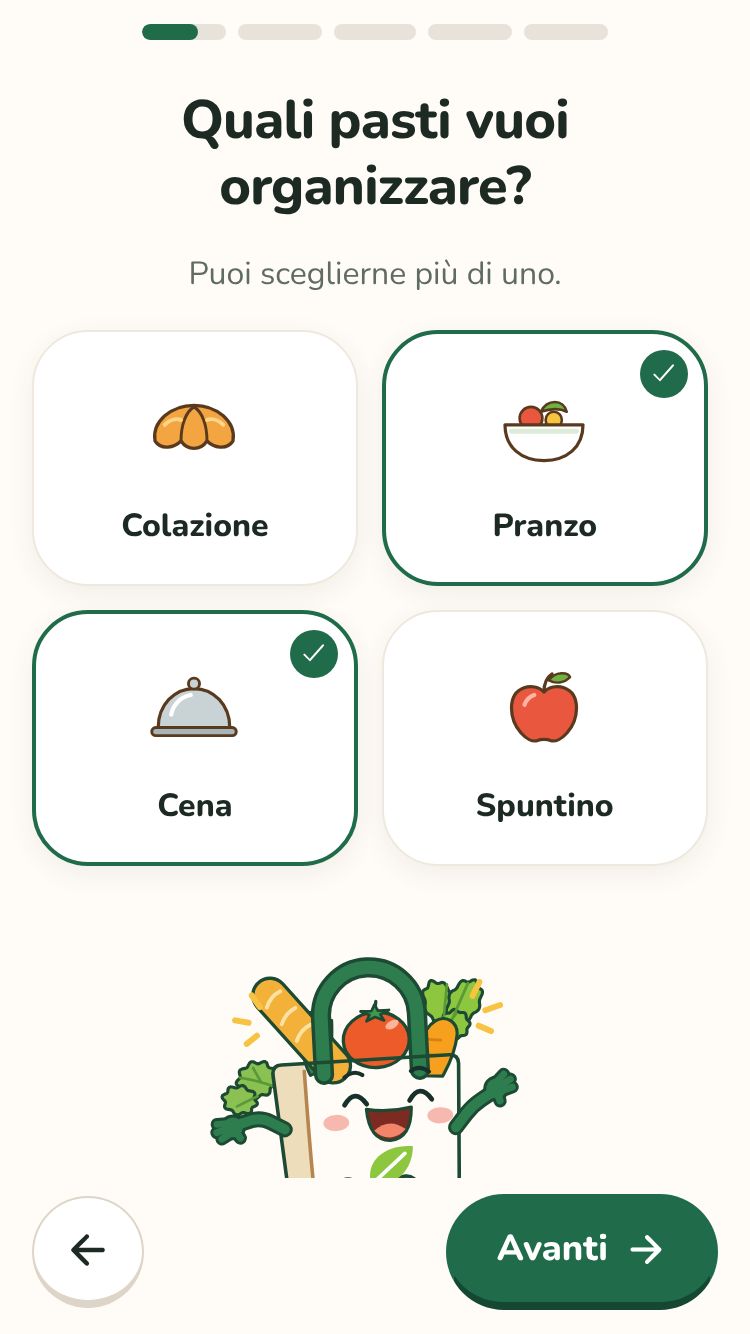 Quali pasti vuoi
organizzare?
Puoi sceglierne più di uno.
Colazione
Pranzo
Cena
Spuntino
Avanti